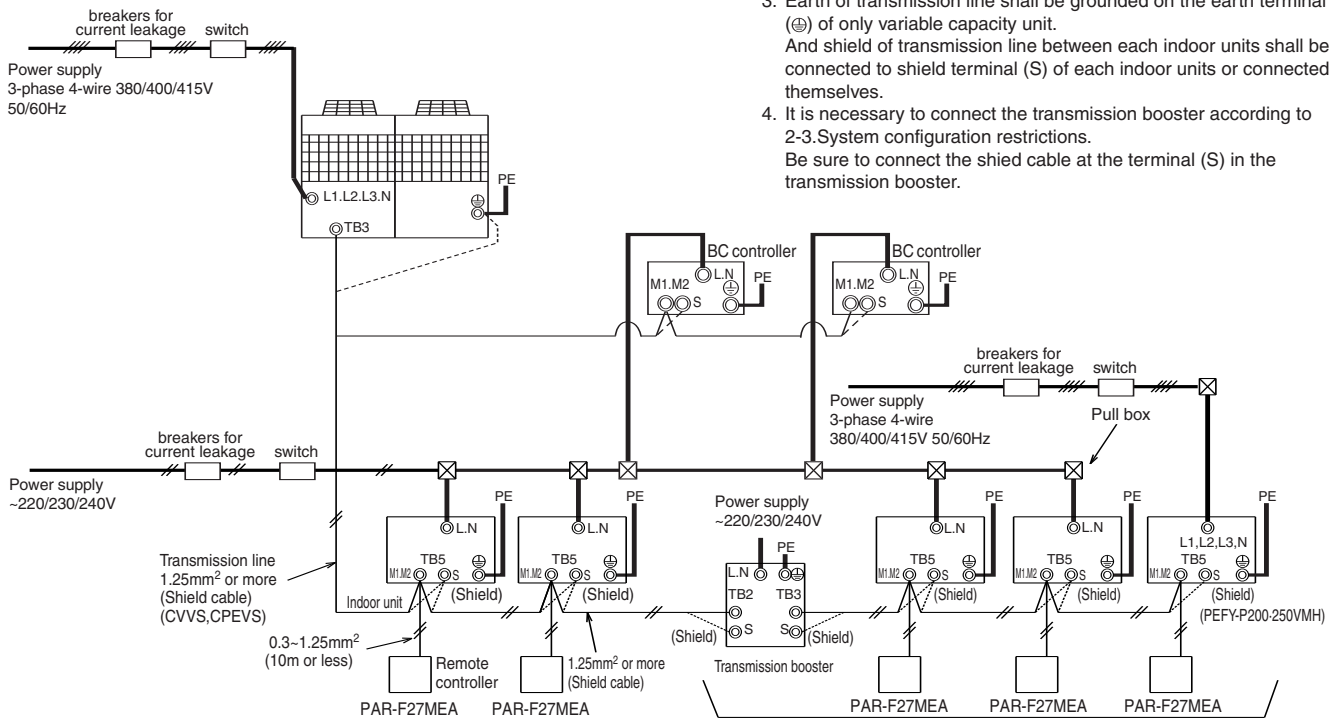 3. Earth of transmission line shall be grounded on the earth terminal
(⏚) of only variable capacity unit.
And shield of transmission line between each indoor units shall be
connected to shield terminal (S) of each indoor units or connected
themselves.
4. It is necessary to connect the transmission booster according to
2-3.System configuration restrictions.
Be sure to connect the shied cable at the terminal (S) in the
transmission booster.
breakers for
current leakage
switch
Power supply
3-phase 4-wire 380/400/415V
50/60Hz
L1.L2.L3.N
PE
TB3
BC controller
L.N
PE
M1.M2
S
BC controller
L.N
PE
M1.M2
S
breakers for
current leakage
switch
Power supply
3-phase 4-wire
380/400/415V 50/60Hz
Pull box
breakers for
current leakage
switch
Power supply
~220/230/240V
PE
L.N
TB5
M1.M2
S
(Shield)
Indoor unit
PE
L.N
TB5
M1.M2
S
(Shield)
Power supply
~220/230/240V
PE
L.N
TB2
TB3
S
S
(Shield)
(Shield)
Transmission booster
PE
L.N
TB5
M1.M2
S
(Shield)
PE
L.N
TB5
M1.M2
S
(Shield)
PE
L1,L2,L3,N
TB5
M1.M2
S
(Shield)
(PEFY-P200·250VMH)
Transmission line
1.25mm² or more
(Shield cable)
(CVVS,CPEVS)
0.3~1.25mm²
(10m or less)
Remote
controller
1.25mm² or more
(Shield cable)
PAR-F27MEA
PAR-F27MEA
PAR-F27MEA
PAR-F27MEA
PAR-F27MEA